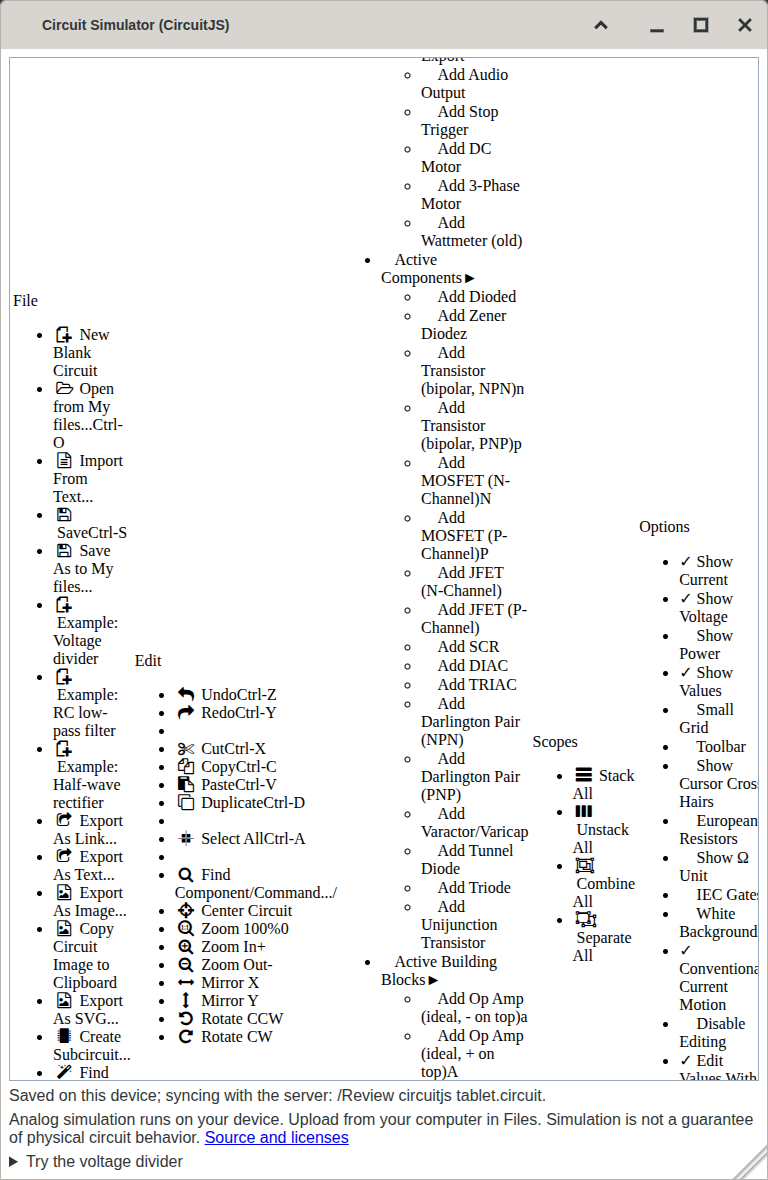 Circuit Simulator (CircuitJS)
File
New
Blank
Circuit
Open
from My
files...Ctrl-
O
Import
From
Text...
SaveCtrl-S
Save
As to My
files...
Example:
Voltage
divider
Example:
RC low-
pass filter
Example:
Half-wave
rectifier
Export
As Link...
Export
As Text...
Export
As Image...
Copy
Circuit
Image to
Clipboard
Export
As SVG...
Create
Subcircuit...
Find
Edit
UndoCtrl-Z
RedoCtrl-Y
CutCtrl-X
CopyCtrl-C
PasteCtrl-V
DuplicateCtrl-D
Select AllCtrl-A
Find
Component/Command.../
Center Circuit
Zoom 100%0
Zoom In+
Zoom Out-
Mirror X
Mirror Y
Rotate CCW
Rotate CW
Export
Add Audio
Output
Add Stop
Trigger
Add DC
Motor
Add 3-Phase
Motor
Add
Wattmeter (old)
Active
Components ►
Add Dioded
Add Zener
Diodez
Add
Transistor
(bipolar, NPN)n
Add
Transistor
(bipolar, PNP)p
Add
MOSFET (N-
Channel)N
Add
MOSFET (P-
Channel)P
Add JFET
(N-Channel)
Add JFET (P-
Channel)
Add SCR
Add DIAC
Add TRIAC
Add
Darlington Pair
(NPN)
Add
Darlington Pair
(PNP)
Add
Varactor/Varicap
Add Tunnel
Diode
Add Triode
Add
Unijunction
Transistor
Active Building
Blocks ►
Add Op Amp
(ideal, - on top)a
Add Op Amp
(ideal, + on
top)A
Scopes
Stack
All
Unstack
All
Combine
All
Separate
All
Options
✓ Show
Current
✓ Show
Voltage
Show
Power
✓ Show
Values
Small
Grid
Toolbar
Show
Cursor Cross
Hairs
European
Resistors
Show Ω
Unit
IEC Gates
White
Background
✓
Conventiona
Current
Motion
Disable
Editing
✓ Edit
Values With
Saved on this device; syncing with the server: /Review circuitjs tablet.circuit.
Analog simulation runs on your device. Upload from your computer in Files. Simulation is not a guarantee
of physical circuit behavior. Source and licenses
► Try the voltage divider